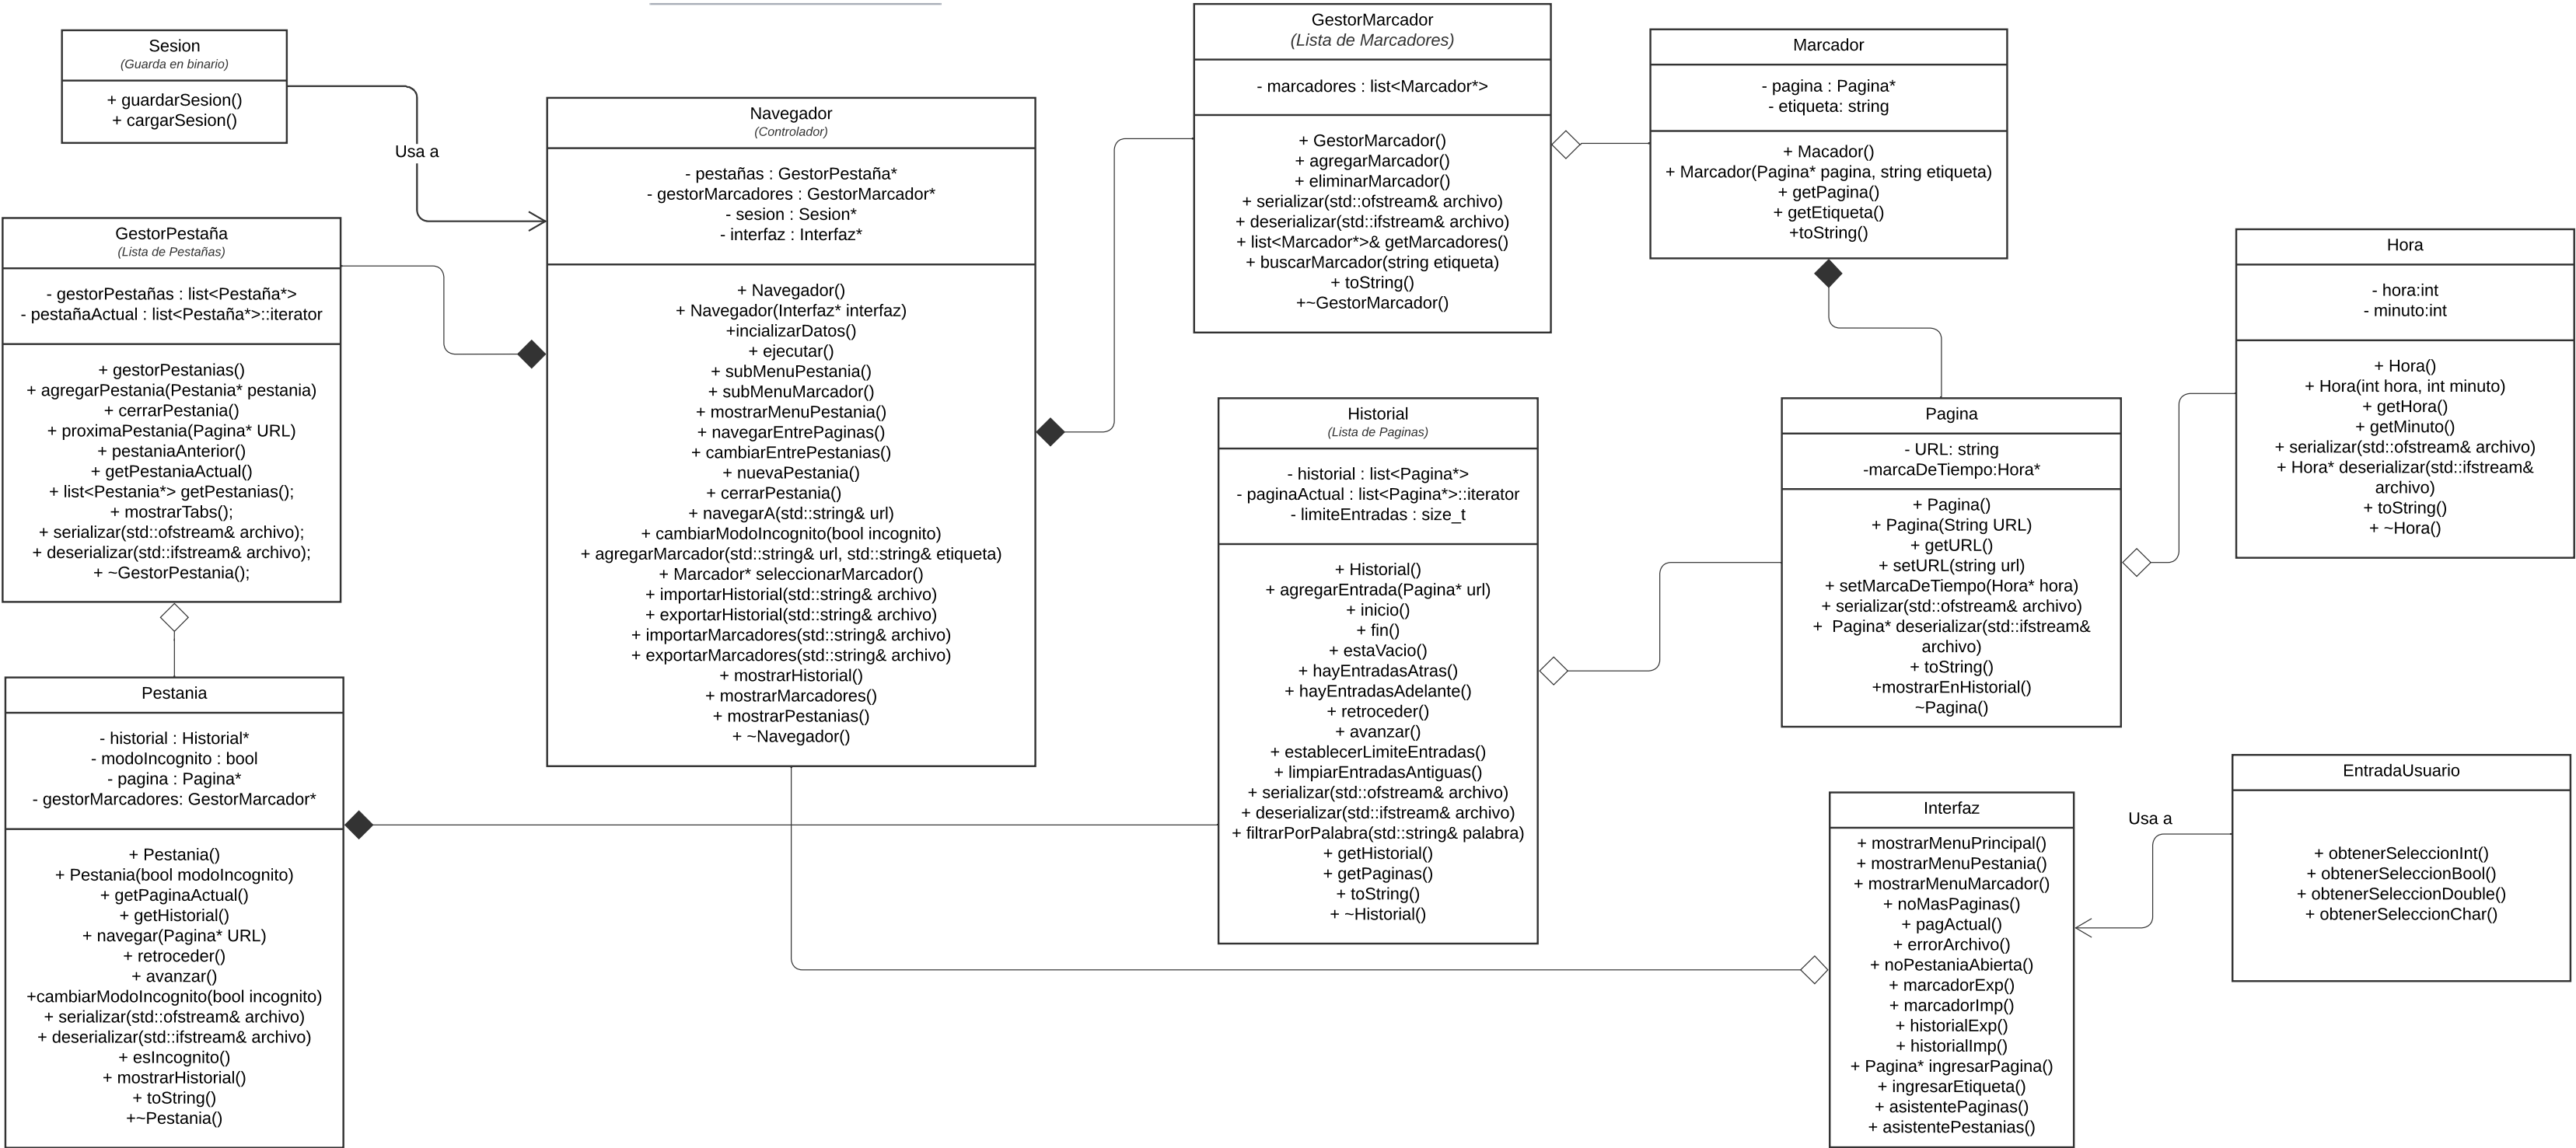 Sesion
(Guarda en binario)
+ guardarSesion()
+ cargarSesion()
Usa a
GestorPestaña
(Lista de Pestañas)
- gestorPestañas : list<Pestaña*>
- pestañaActual : list<Pestaña*>::iterator
+ gestorPestanias()
+ agregarPestania(Pestania* pestania)
+ cerrarPestania()
+ proximaPestania(Pagina* URL)
+ pestaniaAnterior()
+ getPestaniaActual()
+ list<Pestania*> getPestanias();
+ mostrarTabs();
+ serializar(std::ofstream& archivo);
+ deserializar(std::ifstream& archivo);
+ ~GestorPestania();
Pestania
- historial : Historial*
- modoIncognito : bool
- pagina : Pagina*
- gestorMarcadores: GestorMarcador*
+ Pestania()
+ Pestania(bool modoIncognito)
+ getPaginaActual()
+ getHistorial()
+ navegar(Pagina* URL)
+ retroceder()
+ avanzar()
+cambiarModoIncognito(bool incognito)
+ serializar(std::ofstream& archivo)
+ deserializar(std::ifstream& archivo)
+ esIncognito()
+ mostrarHistorial()
+ toString()
+~Pestania()
Navegador
(Controlador)
- pestañas : GestorPestaña*
- gestorMarcadores : GestorMarcador*
- sesion : Sesion*
- interfaz : Interfaz*
+ Navegador()
+ Navegador(Interfaz* interfaz)
+incializarDatos()
+ ejecutar()
+ subMenuPestania()
+ subMenuMarcador()
+ mostrarMenuPestania()
+ navegarEntrePaginas()
+ cambiarEntrePestanias()
+ nuevaPestania()
+ cerrarPestania()
+ navegarA(std::string& url)
+ cambiarModoIncognito(bool incognito)
+ agregarMarcador(std::string& url, std::string& etiqueta)
+ Marcador* seleccionarMarcador()
+ importarHistorial(std::string& archivo)
+ exportarHistorial(std::string& archivo)
+ importarMarcadores(std::string& archivo)
+ exportarMarcadores(std::string& archivo)
+ mostrarHistorial()
+ mostrarMarcadores()
+ mostrarPestanias()
+ ~Navegador()
GestorMarcador
(Lista de Marcadores)
- marcadores : list<Marcador*>
+ GestorMarcador()
+ agregarMarcador()
+ eliminarMarcador()
+ serializar(std::ofstream& archivo)
+ deserializar(std::ifstream& archivo)
+ list<Marcador*>& getMarcadores()
+ buscarMarcador(string etiqueta)
+ toString()
+~GestorMarcador()
Historial
(Lista de Paginas)
- historial : list<Pagina*>
- paginaActual : list<Pagina*>::iterator
- limiteEntradas : size_t
+ Historial()
+ agregarEntrada(Pagina* url)
+ inicio()
+ fin()
+ estaVacio()
+ hayEntradasAtras()
+ hayEntradasAdelante()
+ retroceder()
+ avanzar()
+ establecerLimiteEntradas()
+ limpiarEntradasAntiguas()
+ serializar(std::ofstream& archivo)
+ deserializar(std::ifstream& archivo)
+ filtrarPorPalabra(std::string& palabra)
+ getHistorial()
+ getPaginas()
+ toString()
+ ~Historial()
Marcador
- pagina : Pagina*
- etiqueta: string
+ Macador()
+ Marcador(Pagina* pagina, string etiqueta)
+ getPagina()
+ getEtiqueta()
+toString()
Pagina
- URL: string
-marcaDeTiempo:Hora*
+ Pagina()
+ Pagina(String URL)
+ getURL()
+ setURL(string url)
+ setMarcaDeTiempo(Hora* hora)
+ serializar(std::ofstream& archivo)
+  Pagina* deserializar(std::ifstream&
archivo)
+ toString()
+mostrarEnHistorial()
~Pagina()
Hora
- hora:int
- minuto:int
+ Hora()
+ Hora(int hora, int minuto)
+ getHora()
+ getMinuto()
+ serializar(std::ofstream& archivo)
+ Hora* deserializar(std::ifstream&
archivo)
+ toString()
+ ~Hora()
Interfaz
+ mostrarMenuPrincipal()
+ mostrarMenuPestania()
+ mostrarMenuMarcador()
+ noMasPaginas()
+ pagActual()
+ errorArchivo()
+ noPestaniaAbierta()
+ marcadorExp()
+ marcadorImp()
+ historialExp()
+ historialImp()
+ Pagina* ingresarPagina()
+ ingresarEtiqueta()
+ asistentePaginas()
+ asistentePestanias()
Usa a
EntradaUsuario
+ obtenerSeleccionInt()
+ obtenerSeleccionBool()
+ obtenerSeleccionDouble()
+ obtenerSeleccionChar()